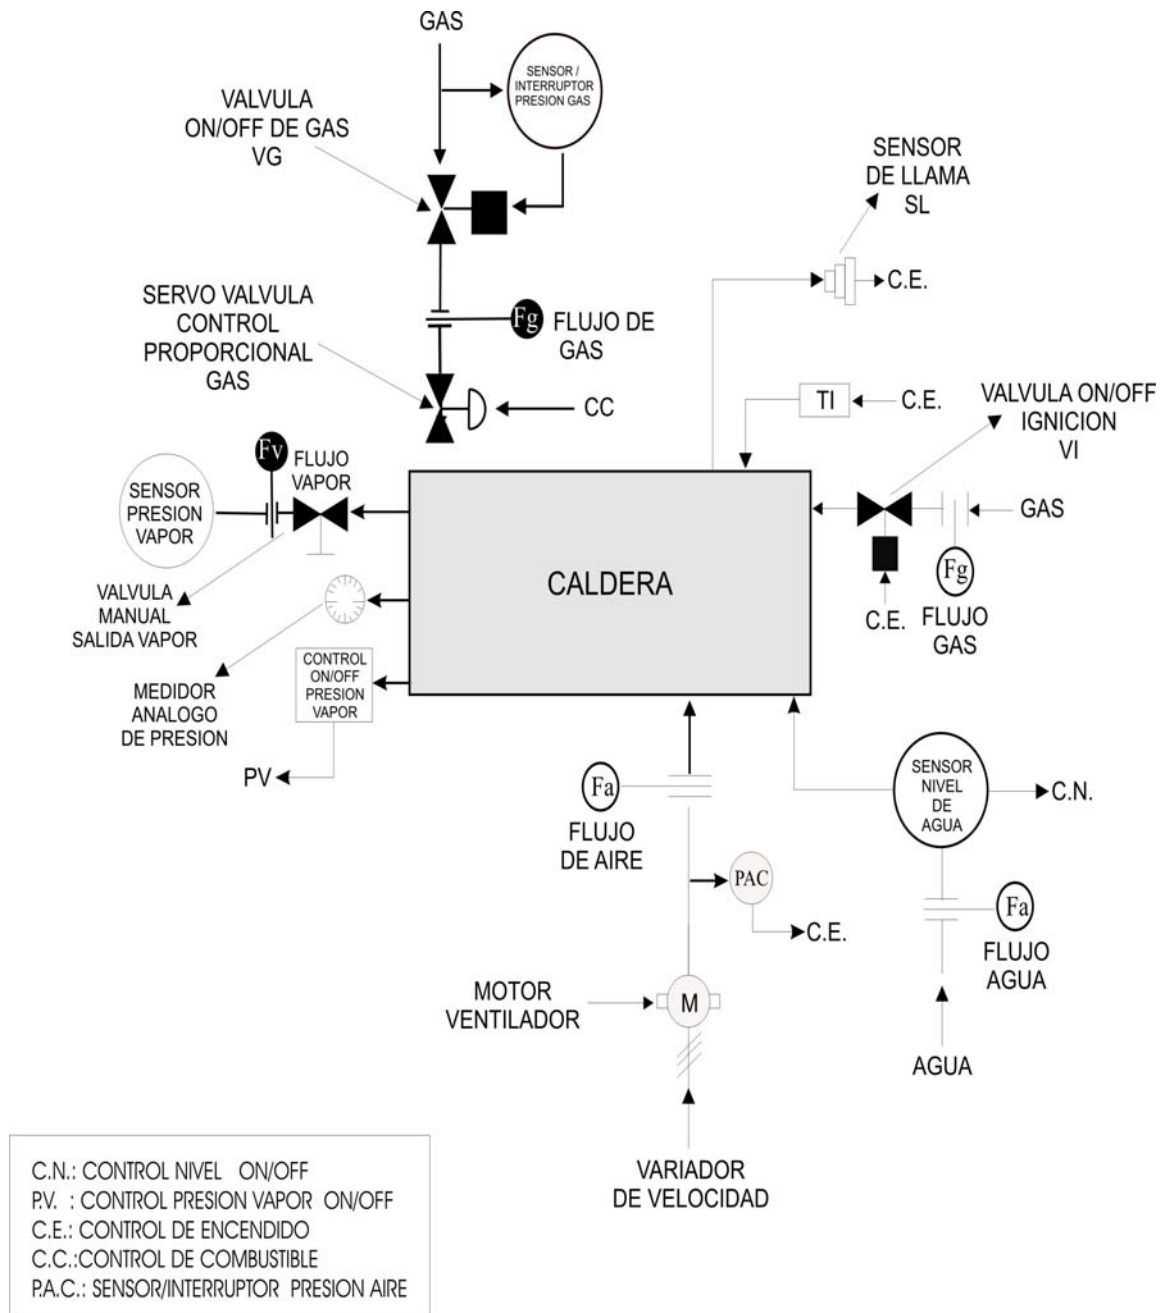 GAS
SENSOR /
INTERRUPTOR
PRESION GAS
VALVULA
ON/OFF DE GAS
VG
SENSOR
DE LLAMA
SL
C.E.
SERVO VALVULA
CONTROL
PROPORCIONAL
GAS
Fg
FLUJO DE
GAS
CC
TI
C.E.
VALVULA ON/OFF
IGNICION
VI
Fv
FLUJO
VAPOR
SENSOR
PRESION
VAPOR
GAS
CALDERA
Fg
FLUJO
GAS
C.E.
VALVULA
MANUAL
SALIDA VAPOR
CONTROL
ON/OFF
PRESION
VAPOR
MEDIDOR
ANALOGO
DE PRESION
PV
Fa
FLUJO
DE AIRE
SENSOR
NIVEL
DE
AGUA
C.N.
PAC
C.E.
Fa
FLUJO
AGUA
MOTOR
VENTILADOR
M
AGUA
VARIADOR
DE VELOCIDAD
C.N.: CONTROL NIVEL ON/OFF
P.V. : CONTROL PRESION VAPOR ON/OFF
C.E.: CONTROL DE ENCENDIDO
C.C.:CONTROL DE COMBUSTIBLE
P.A.C.: SENSOR/INTERRUPTOR PRESION AIRE